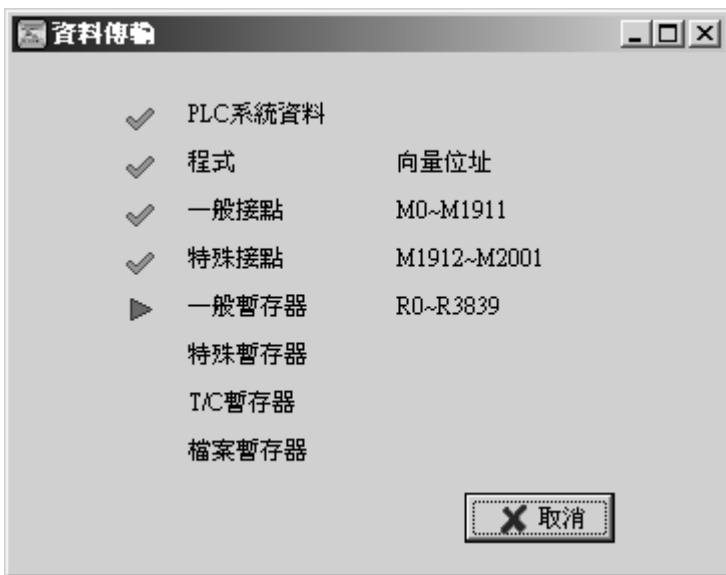 資料傳輸
PLC系統資料
程式 向量位址
一般接點 M0~M1911
特殊接點 M1912~M2001
一般暫存器 R0~R3839
特殊暫存器
T/C暫存器
檔案暫存器
取消